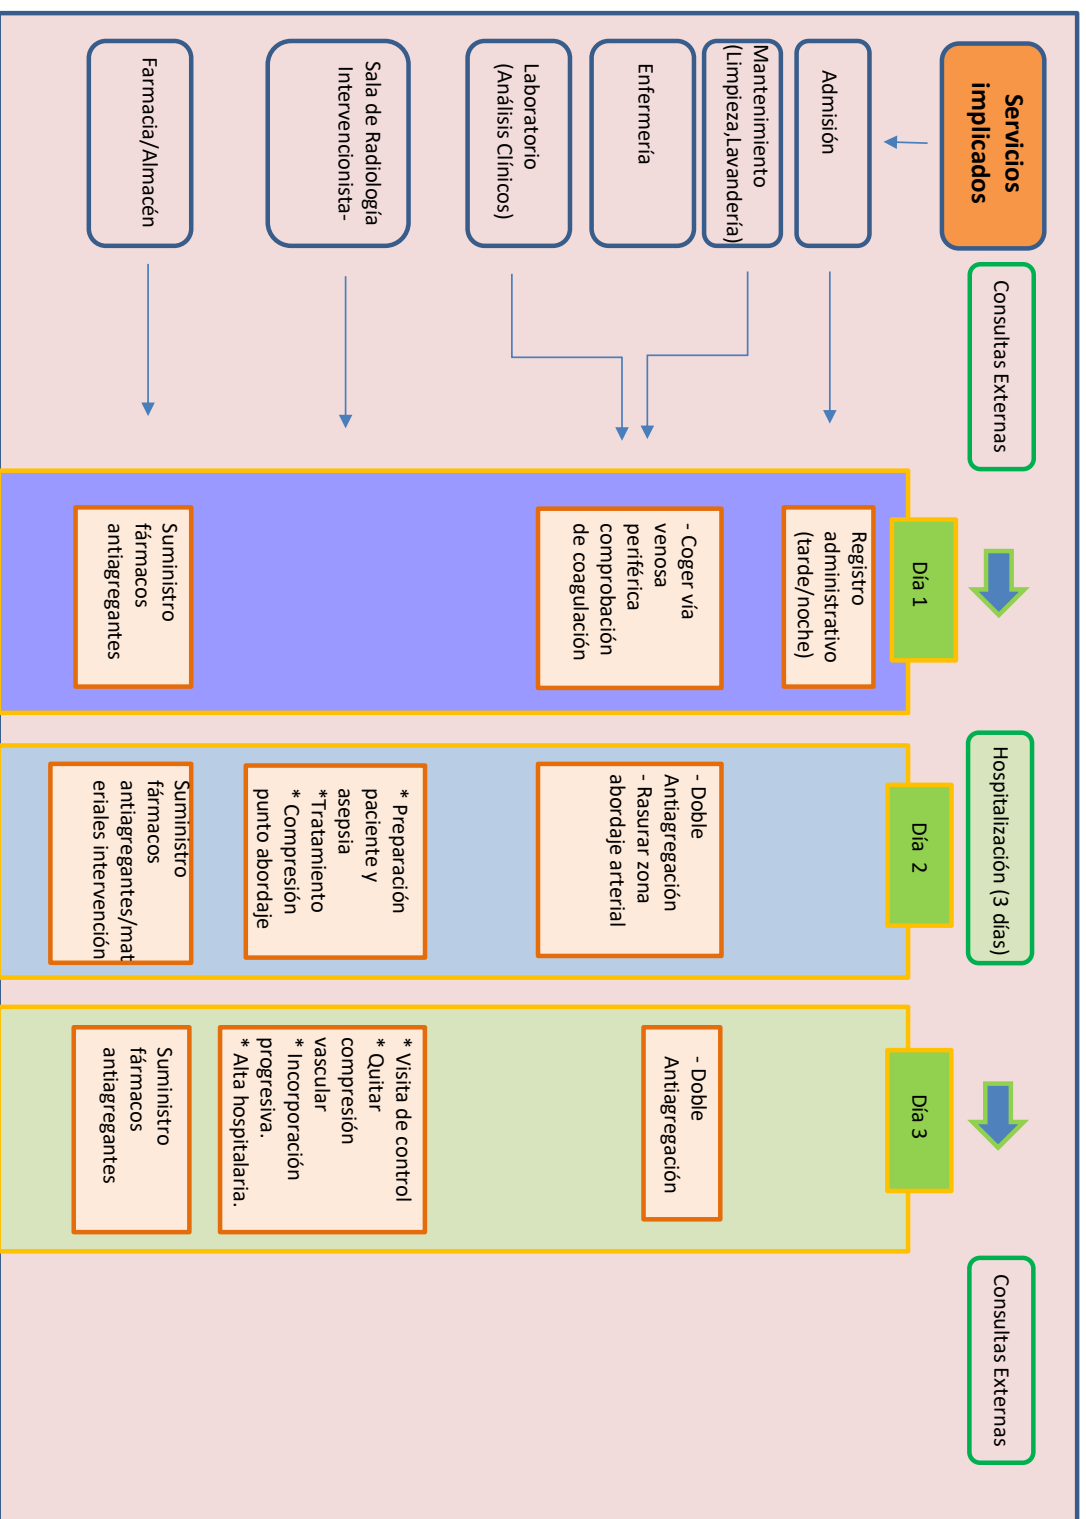 Servicios
implicados
Consultas Externas
Hospitalización (3 días)
Consultas Externas
Día 1
Día  2
Día 3
Admisión
Registro
administrativo
(tarde/noche)
Mantenimiento
(Limpieza,Lavandería)
Enfermería
Laboratorio
(Análisis Clínicos)
- Coger vía
venosa
periférica
comprobación
de coagulación
- Doble
Antiagregación
- Rasurar zona
abordaje arterial
- Doble
Antiagregación
Sala de Radiología
Intervencionista-
* Preparación
paciente y
asepsia
*Tratamiento
* Compresión
punto abordaje
* Visita de control
* Quitar
compresión
vascular
* Incorporación
progresiva.
* Alta hospitalaria.
Farmacia/Almacén
Suministro
fármacos
antiagregantes
Suministro
fármacos
antiagregantes/mat
eriales intervención
Suministro
fármacos
antiagregantes